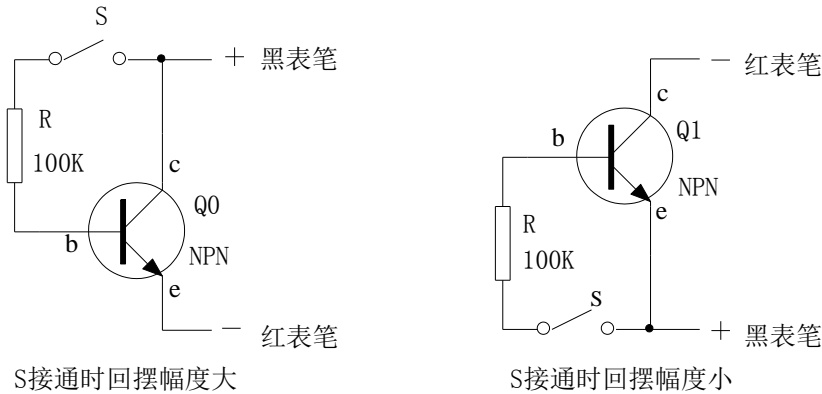 S
+ 黑表笔
R
100K
c
Q0
b
NPN
e
− 红表笔
S接通时回摆幅度大
− 红表笔
c
Q1
b
NPN
e
R
100K
S
+ 黑表笔
S接通时回摆幅度小